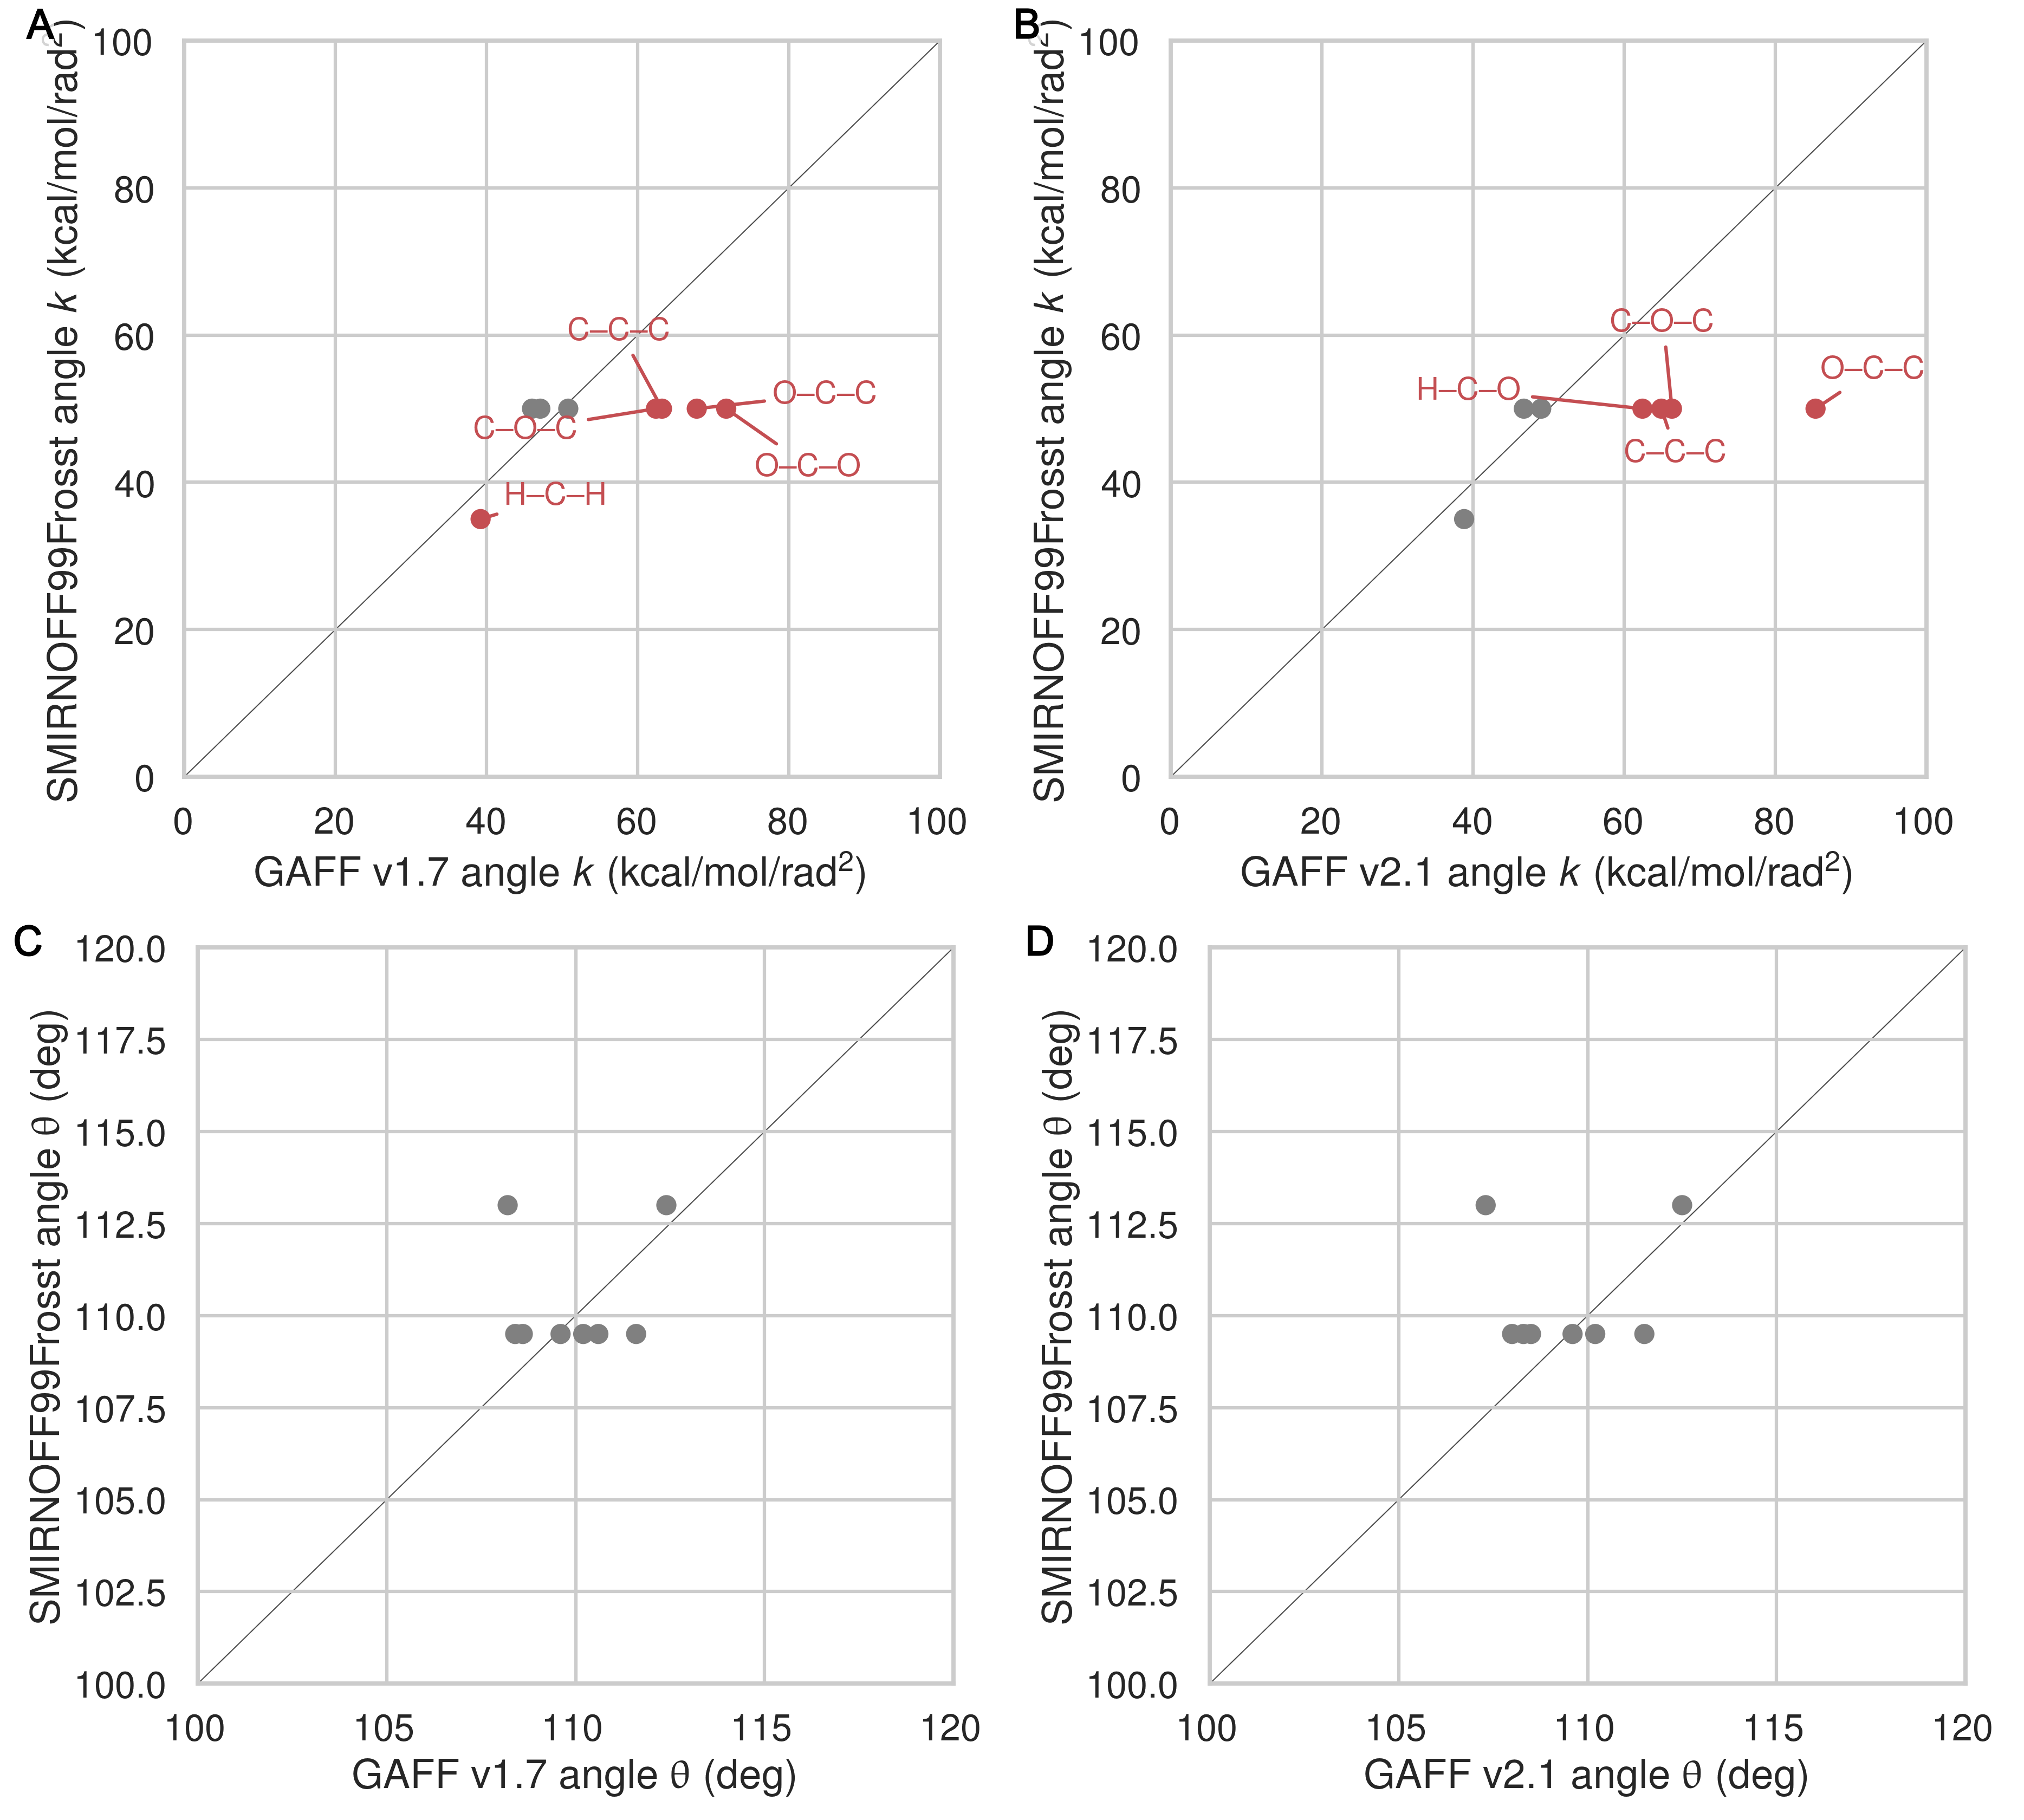 A
SMIRNOFF99Frosst angle k (kcal/mol/rad²)
100
80
60
40
20
0
C–C–C
O–C–C
C–O–C
O–C–O
H–C–H
0 20 40 60 80 100
GAFF v1.7 angle k (kcal/mol/rad²)
B
SMIRNOFF99Frosst angle k (kcal/mol/rad²)
100
80
60
40
20
0
C–O–C
O–C–C
H–C–O
C–C–C
0 20 40 60 80 100
GAFF v2.1 angle k (kcal/mol/rad²)
C
SMIRNOFF99Frosst angle θ (deg)
120.0
117.5
115.0
112.5
110.0
107.5
105.0
102.5
100.0
100 105 110 115 120
GAFF v1.7 angle θ (deg)
D
SMIRNOFF99Frosst angle θ (deg)
120.0
117.5
115.0
112.5
110.0
107.5
105.0
102.5
100.0
100 105 110 115 120
GAFF v2.1 angle θ (deg)